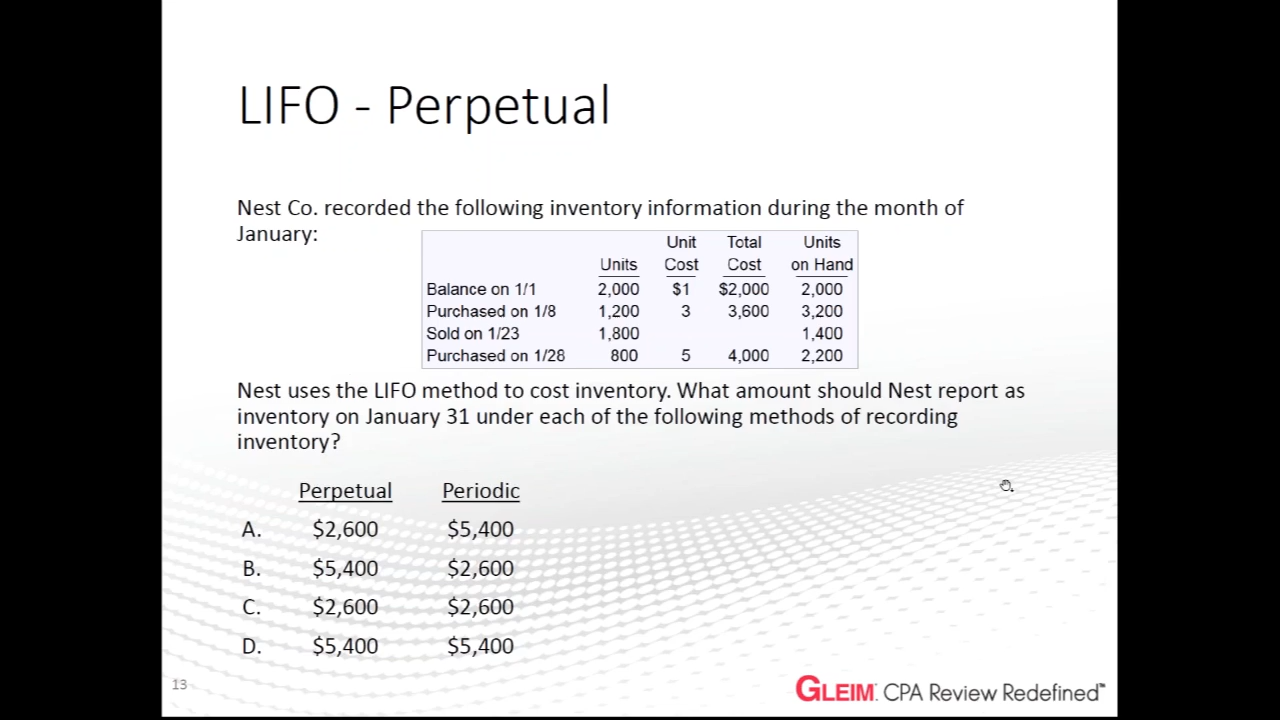 LIFO - Perpetual
Nest Co. recorded the following inventory information during the month of
January:
Unit Total Units
Units Cost Cost on Hand
Balance on 1/1 2,000 $1 $2,000 2,000
Purchased on 1/8 1,200 3 3,600 3,200
Sold on 1/23 1,800 1,400
Purchased on 1/28 800 5 4,000 2,200
Nest uses the LIFO method to cost inventory. What amount should Nest report as
inventory on January 31 under each of the following methods of recording
inventory?
Perpetual Periodic
A. $2,600 $5,400
B. $5,400 $2,600
C. $2,600 $2,600
D. $5,400 $5,400
13
GLEIM CPA Review Redefined™